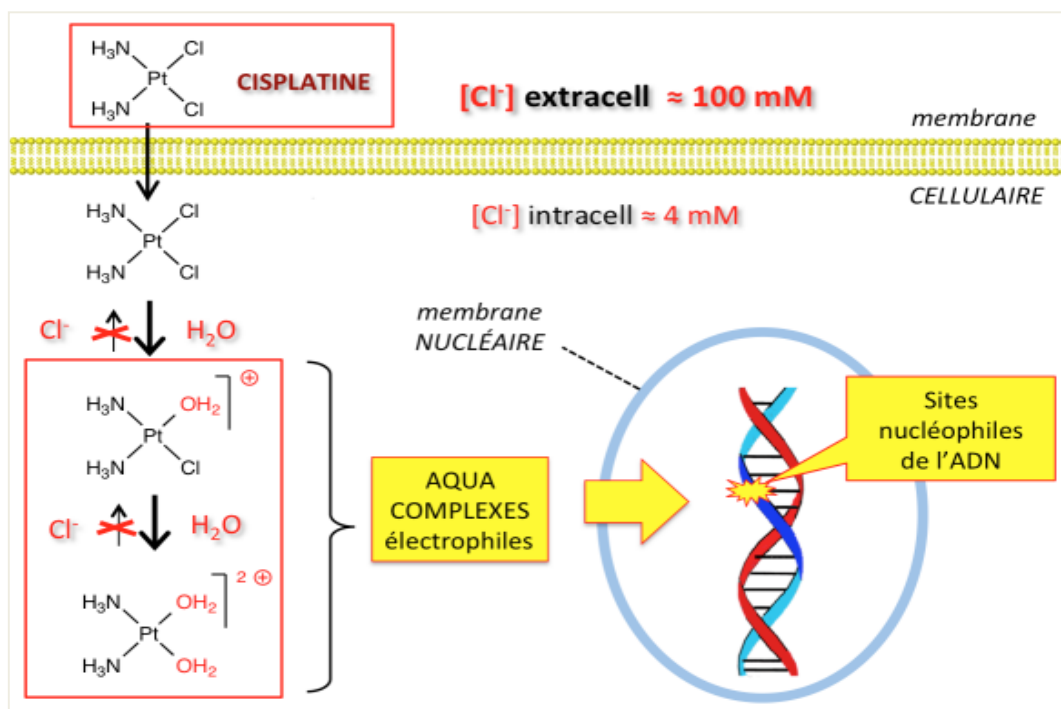 H₃N Cl
Pt
H₃N Cl
CISPLATINE
[Cl⁻] extracell ≈ 100 mM
membrane
CELLULAIRE
[Cl⁻] intracell ≈ 4 mM
H₃N Cl
Pt
H₃N Cl
Cl⁻ H₂O
H₃N OH₂ ⊕
Pt
H₃N Cl
Cl⁻ H₂O
H₃N OH₂ 2 ⊕
Pt
H₃N OH₂
AQUA
COMPLEXES
électrophiles
membrane
NUCLÉAIRE
Sites
nucléophiles
de l’ADN